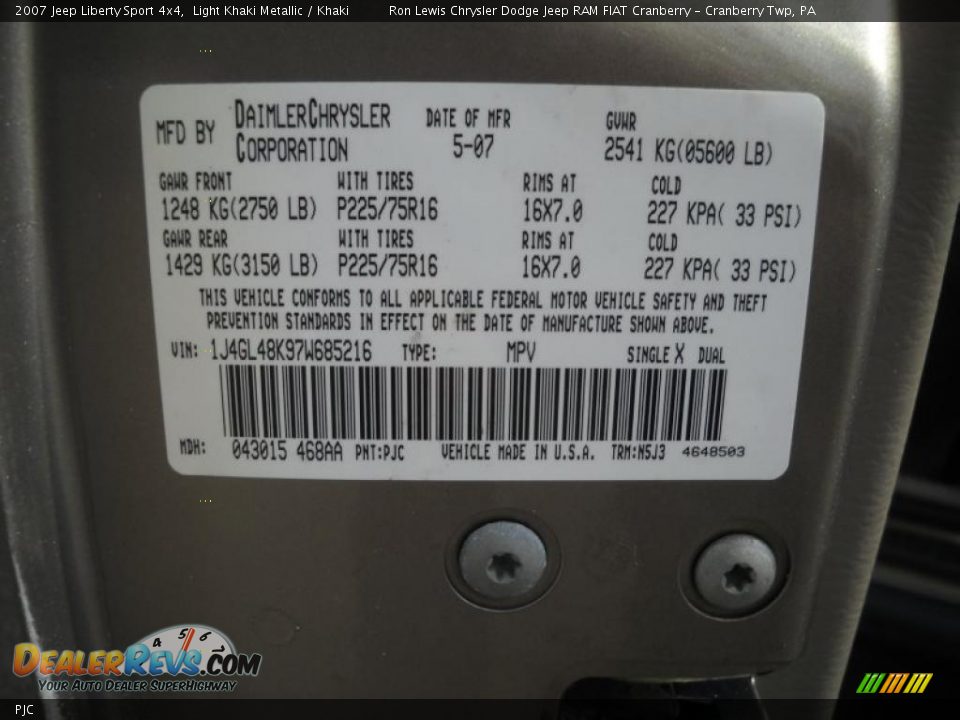 2007 Jeep Liberty Sport 4x4, Light Khaki Metallic / Khaki Ron Lewis Chrysler Dodge Jeep RAM FIAT Cranberry - Cranberry Twp, PA
MFD BY DAIMLERCHRYSLER CORPORATION DATE OF MFR 5-07 GVWR 2541 KG(05600 LB)
GAWR FRONT WITH TIRES RIMS AT COLD
1248 KG(2750 LB) P225/75R16 16X7.0 227 KPA( 33 PSI)
GAWR REAR WITH TIRES RIMS AT COLD
1429 KG(3150 LB) P225/75R16 16X7.0 227 KPA( 33 PSI)
THIS VEHICLE CONFORMS TO ALL APPLICABLE FEDERAL MOTOR VEHICLE SAFETY AND THEFT
PREVENTION STANDARDS IN EFFECT ON THE DATE OF MANUFACTURE SHOWN ABOVE.
VIN: 1J4GL48K97W685216 TYPE: MPV SINGLE X DUAL
MDH: 043015 468AA PNT:PJC VEHICLE MADE IN U.S.A. TRM:N5J3 4648503
4 5 6
DEALERREVS.COM
YOUR AUTO DEALER SUPERHIGHWAY
PJC